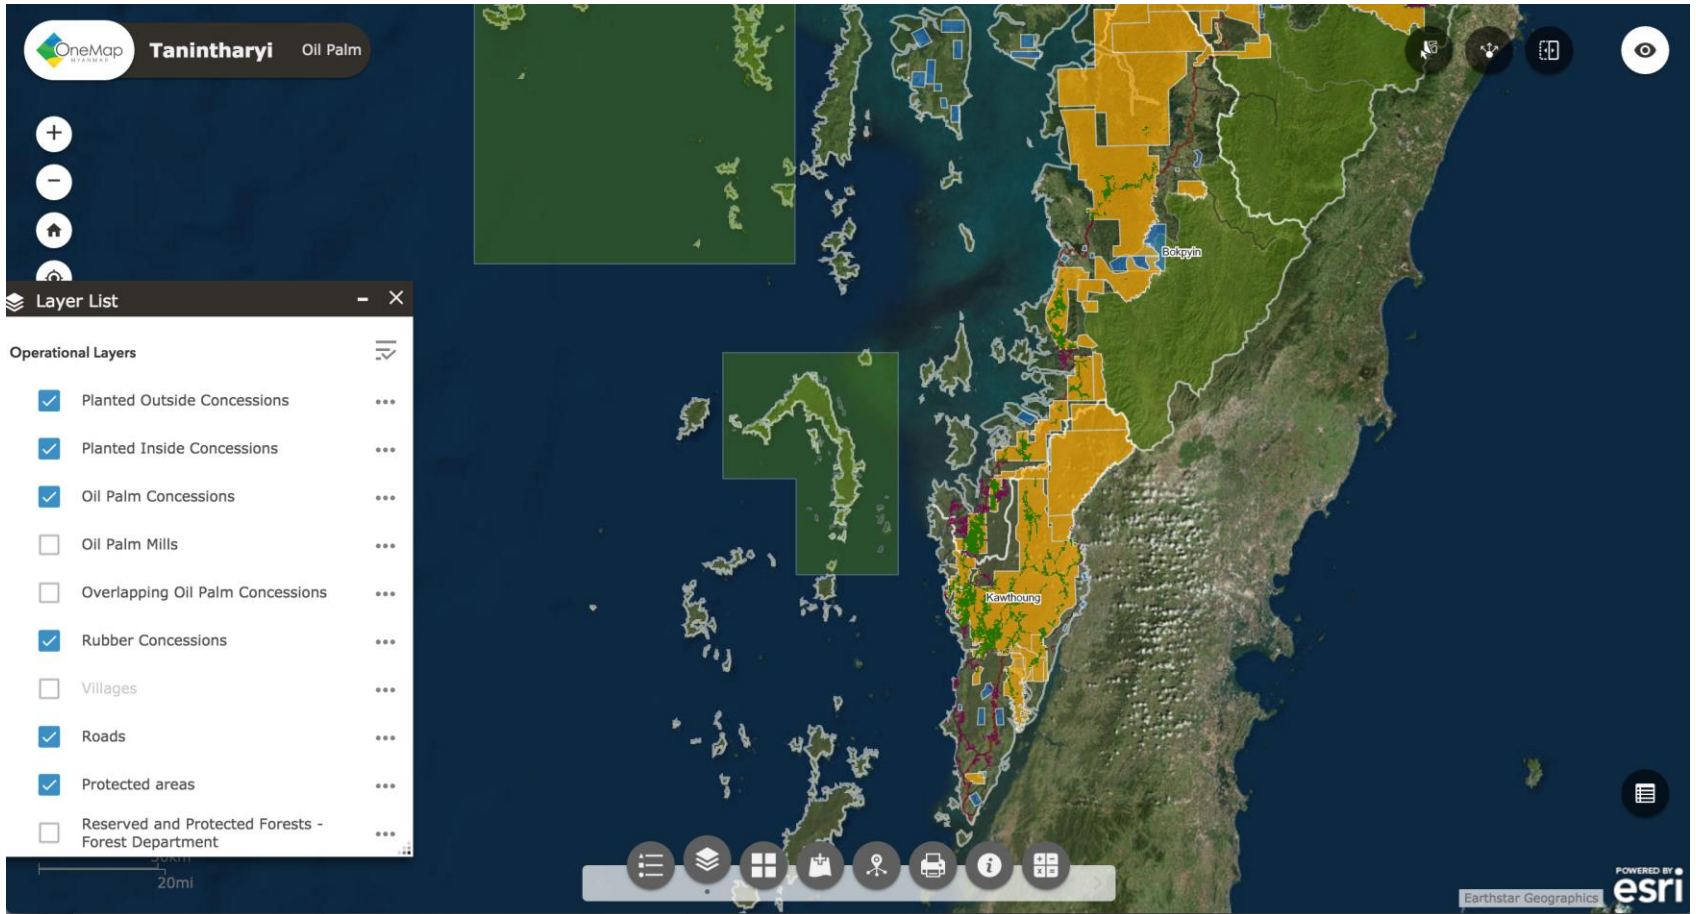 OneMap
MYANMAR
Tanintharyi
Oil Palm
Layer List
Operational Layers
Planted Outside Concessions
Planted Inside Concessions
Oil Palm Concessions
Oil Palm Mills
Overlapping Oil Palm Concessions
Rubber Concessions
Villages
Roads
Protected areas
Reserved and Protected Forests -
Forest Department
20mi
Bokpyin
Kawthoung
Earthstar Geographics
POWERED BY
esri